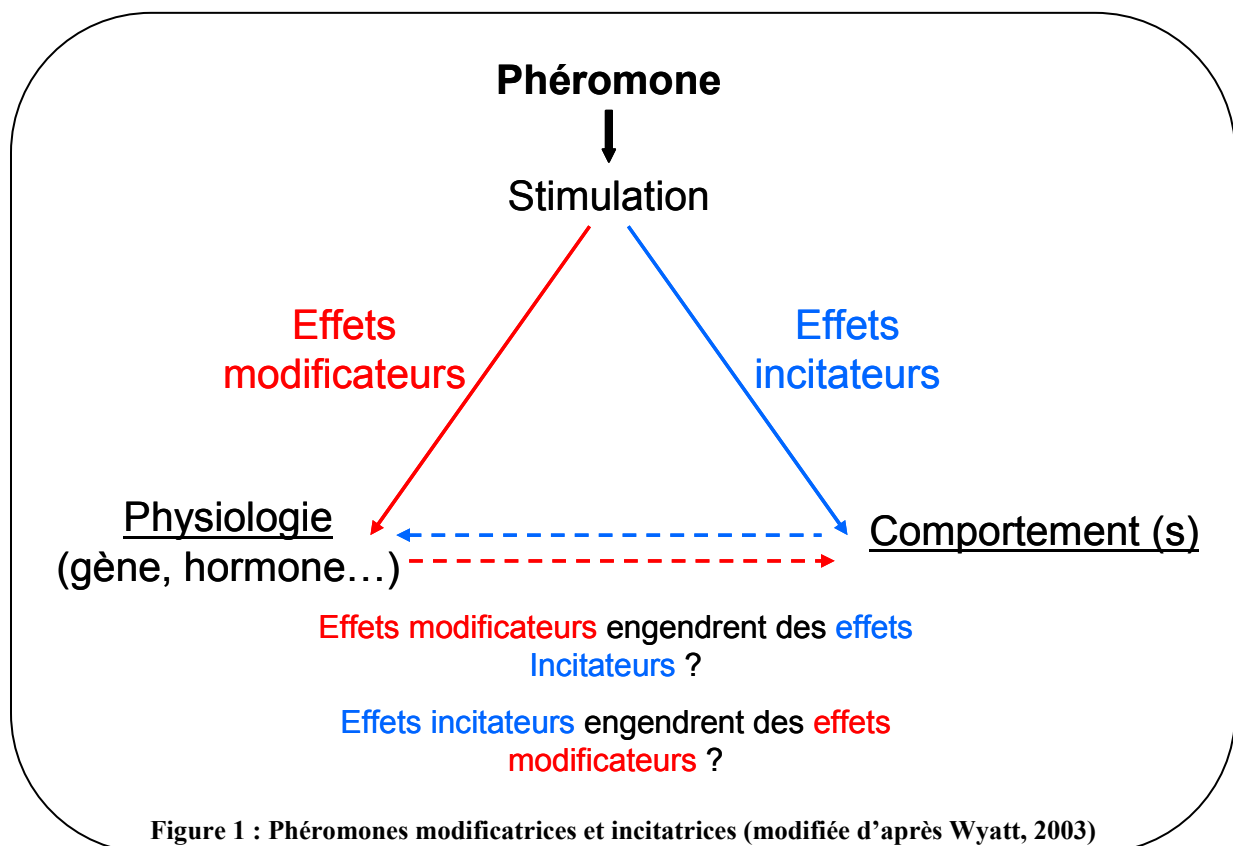 Phéromone
Stimulation
Effets
modificateurs
Effets
incitateurs
Physiologie
(gène, hormone…)
Comportement (s)
Effets modificateurs engendrent des effets
Incitateurs ?
Effets incitateurs engendrent des effets
modificateurs ?
Figure 1 : Phéromones modificatrices et incitatrices (modifiée d’après Wyatt, 2003)